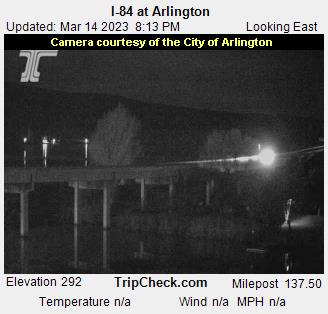 I-84 at Arlington
Updated: Mar 14 2023 8:13 PM Looking East
Camera courtesy of the City of Arlington
Elevation 292 TripCheck.com Milepost 137.50
Temperature n/a Wind n/a MPH n/a